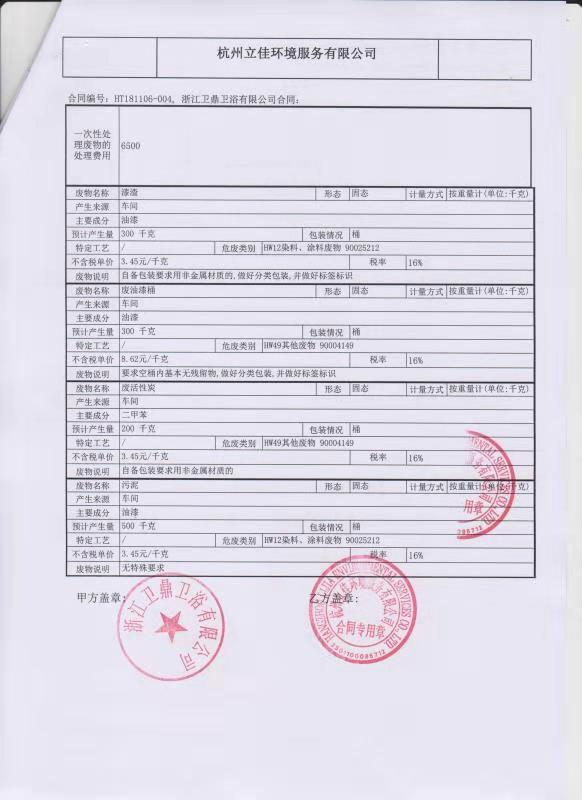 杭州立佳环境服务有限公司
合同编号: HT181106-004, 浙江卫鼎卫浴有限公司合同:
一次性处理废物的处理费用 6500
废物名称 漆渣 形态 固态 计量方式 按重量计(单位:千克)
产生来源 车间
主要成分 油漆
预计产生量 300 千克 包装情况 桶
特定工艺 / 危废类别 HW12染料、涂料废物 90025212
不含税单价 3.45元/千克 税率 16%
废物说明 自备包装要求用非金属材质的,做好分类包装,并做好标签标识
废物名称 废油漆桶 形态 固态 计量方式 按重量计(单位:千克)
产生来源 车间
主要成分 油漆
预计产生量 300 千克 包装情况 桶
特定工艺 / 危废类别 HW49其他废物 90004149
不含税单价 8.62元/千克 税率 16%
废物说明 要求空桶内基本无残留物,做好分类包装,并做好标签标识
废物名称 废活性炭 形态 固态 计量方式 按重量计(单位:千克)
产生来源 车间
主要成分 二甲苯
预计产生量 200 千克 包装情况 桶
特定工艺 / 危废类别 HW49其他废物 90004149
不含税单价 3.45元/千克 税率 16%
废物说明 自备包装要求用非金属材质的
废物名称 污泥 形态 固态 计量方式 按重量计(单位:千克)
产生来源 车间
主要成分 油漆
预计产生量 500 千克 包装情况 桶
特定工艺 / 危废类别 HW12染料、涂料废物 90025212
不含税单价 3.45元/千克 税率 16%
废物说明 无特殊要求
甲方盖章: 乙方盖章:
浙江卫鼎卫浴有限公司
HANGZHOU LIJIA ENVIRONMENTAL SERVICES CO., LTD
杭州立佳环境服务有限公司
合同专用章
用章